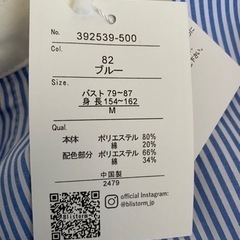 No. 392539-500
Col.
82
ブルー
Size.
バスト 79~87
身 長 154~162
M
Qual.
本体 ポリエステル 80%
綿 20%
配色部分 ポリエステル 66%
綿 34%
中国製
2479
Blistorm
official Instagram:
@blistorm_jp